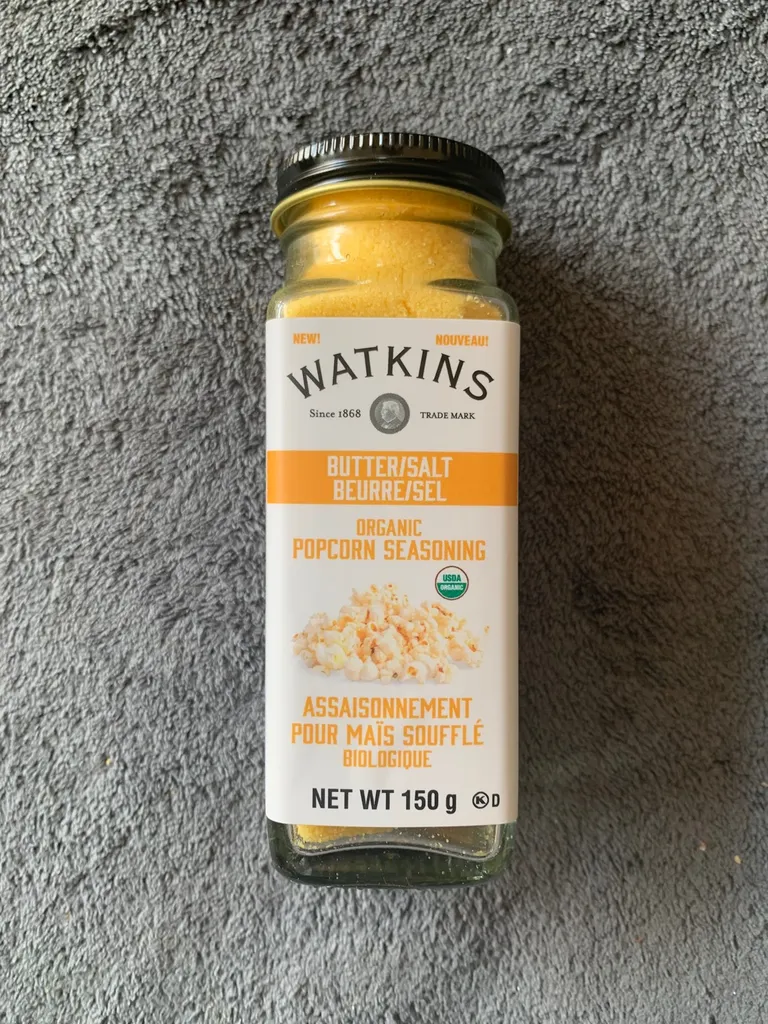 NEW! NOUVEAU!
WATKINS
Since 1868 TRADE MARK
BUTTER/SALT
BEURRE/SEL
ORGANIC
POPCORN SEASONING
USDA
ORGANIC
ASSAISONNEMENT
POUR MAÏS SOUFFLÉ
BIOLOGIQUE
NET WT 150 g K D